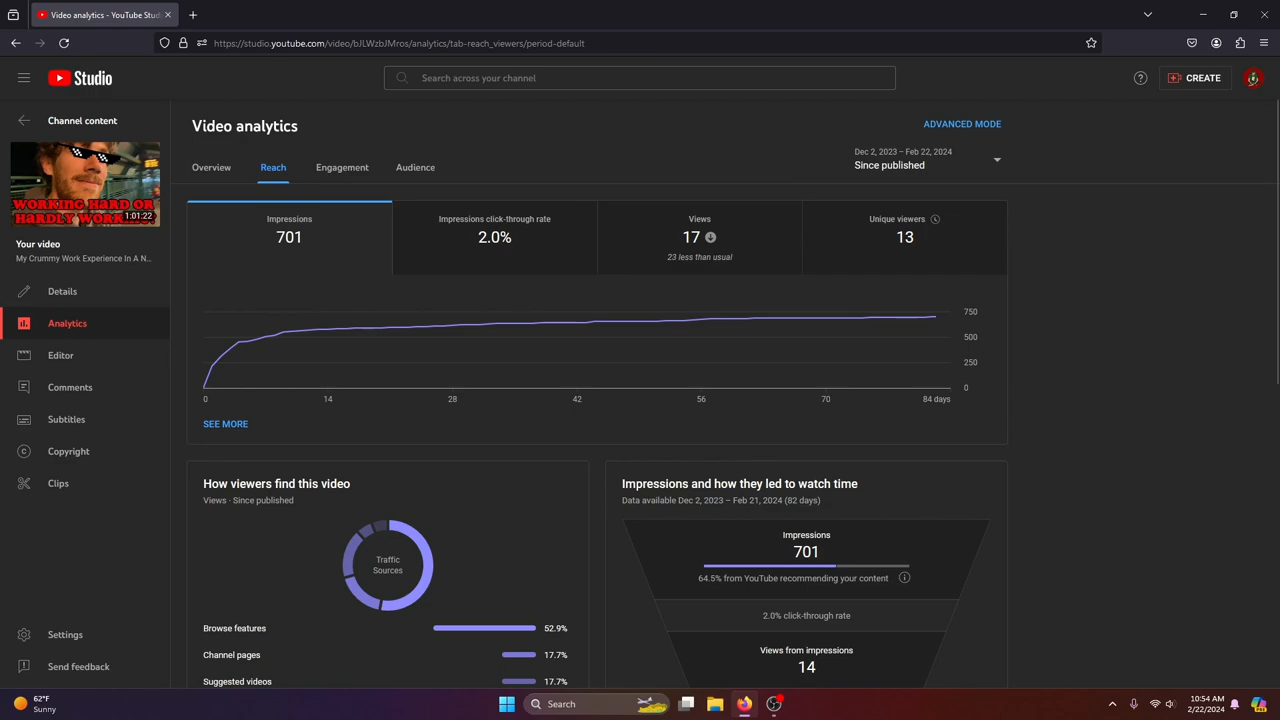 Video analytics - YouTube Studi
https://studio.youtube.com/video/bJLWzbJMros/analytics/tab-reach_viewers/period-default
Studio
Search across your channel
CREATE
Channel content
WORKING HARD OR
HARDLY WORKING
1:01:22
Your video
My Crummy Work Experience In A N...
Details
Analytics
Editor
Comments
Subtitles
Copyright
Clips
Settings
Send feedback
Video analytics
ADVANCED MODE
Overview
Reach
Engagement
Audience
Dec 2, 2023 – Feb 22, 2024
Since published
Impressions
701
Impressions click-through rate
2.0%
Views
17
23 less than usual
Unique viewers
13
750
500
250
0
0 14 28 42 56 70 84 days
SEE MORE
How viewers find this video
Views · Since published
Traffic
Sources
Browse features 52.9%
Channel pages 17.7%
Suggested videos 17.7%
Impressions and how they led to watch time
Data available Dec 2, 2023 – Feb 21, 2024 (82 days)
Impressions
701
64.5% from YouTube recommending your content
2.0% click-through rate
Views from impressions
14
62°F
Sunny
Search
10:54 AM
2/22/2024